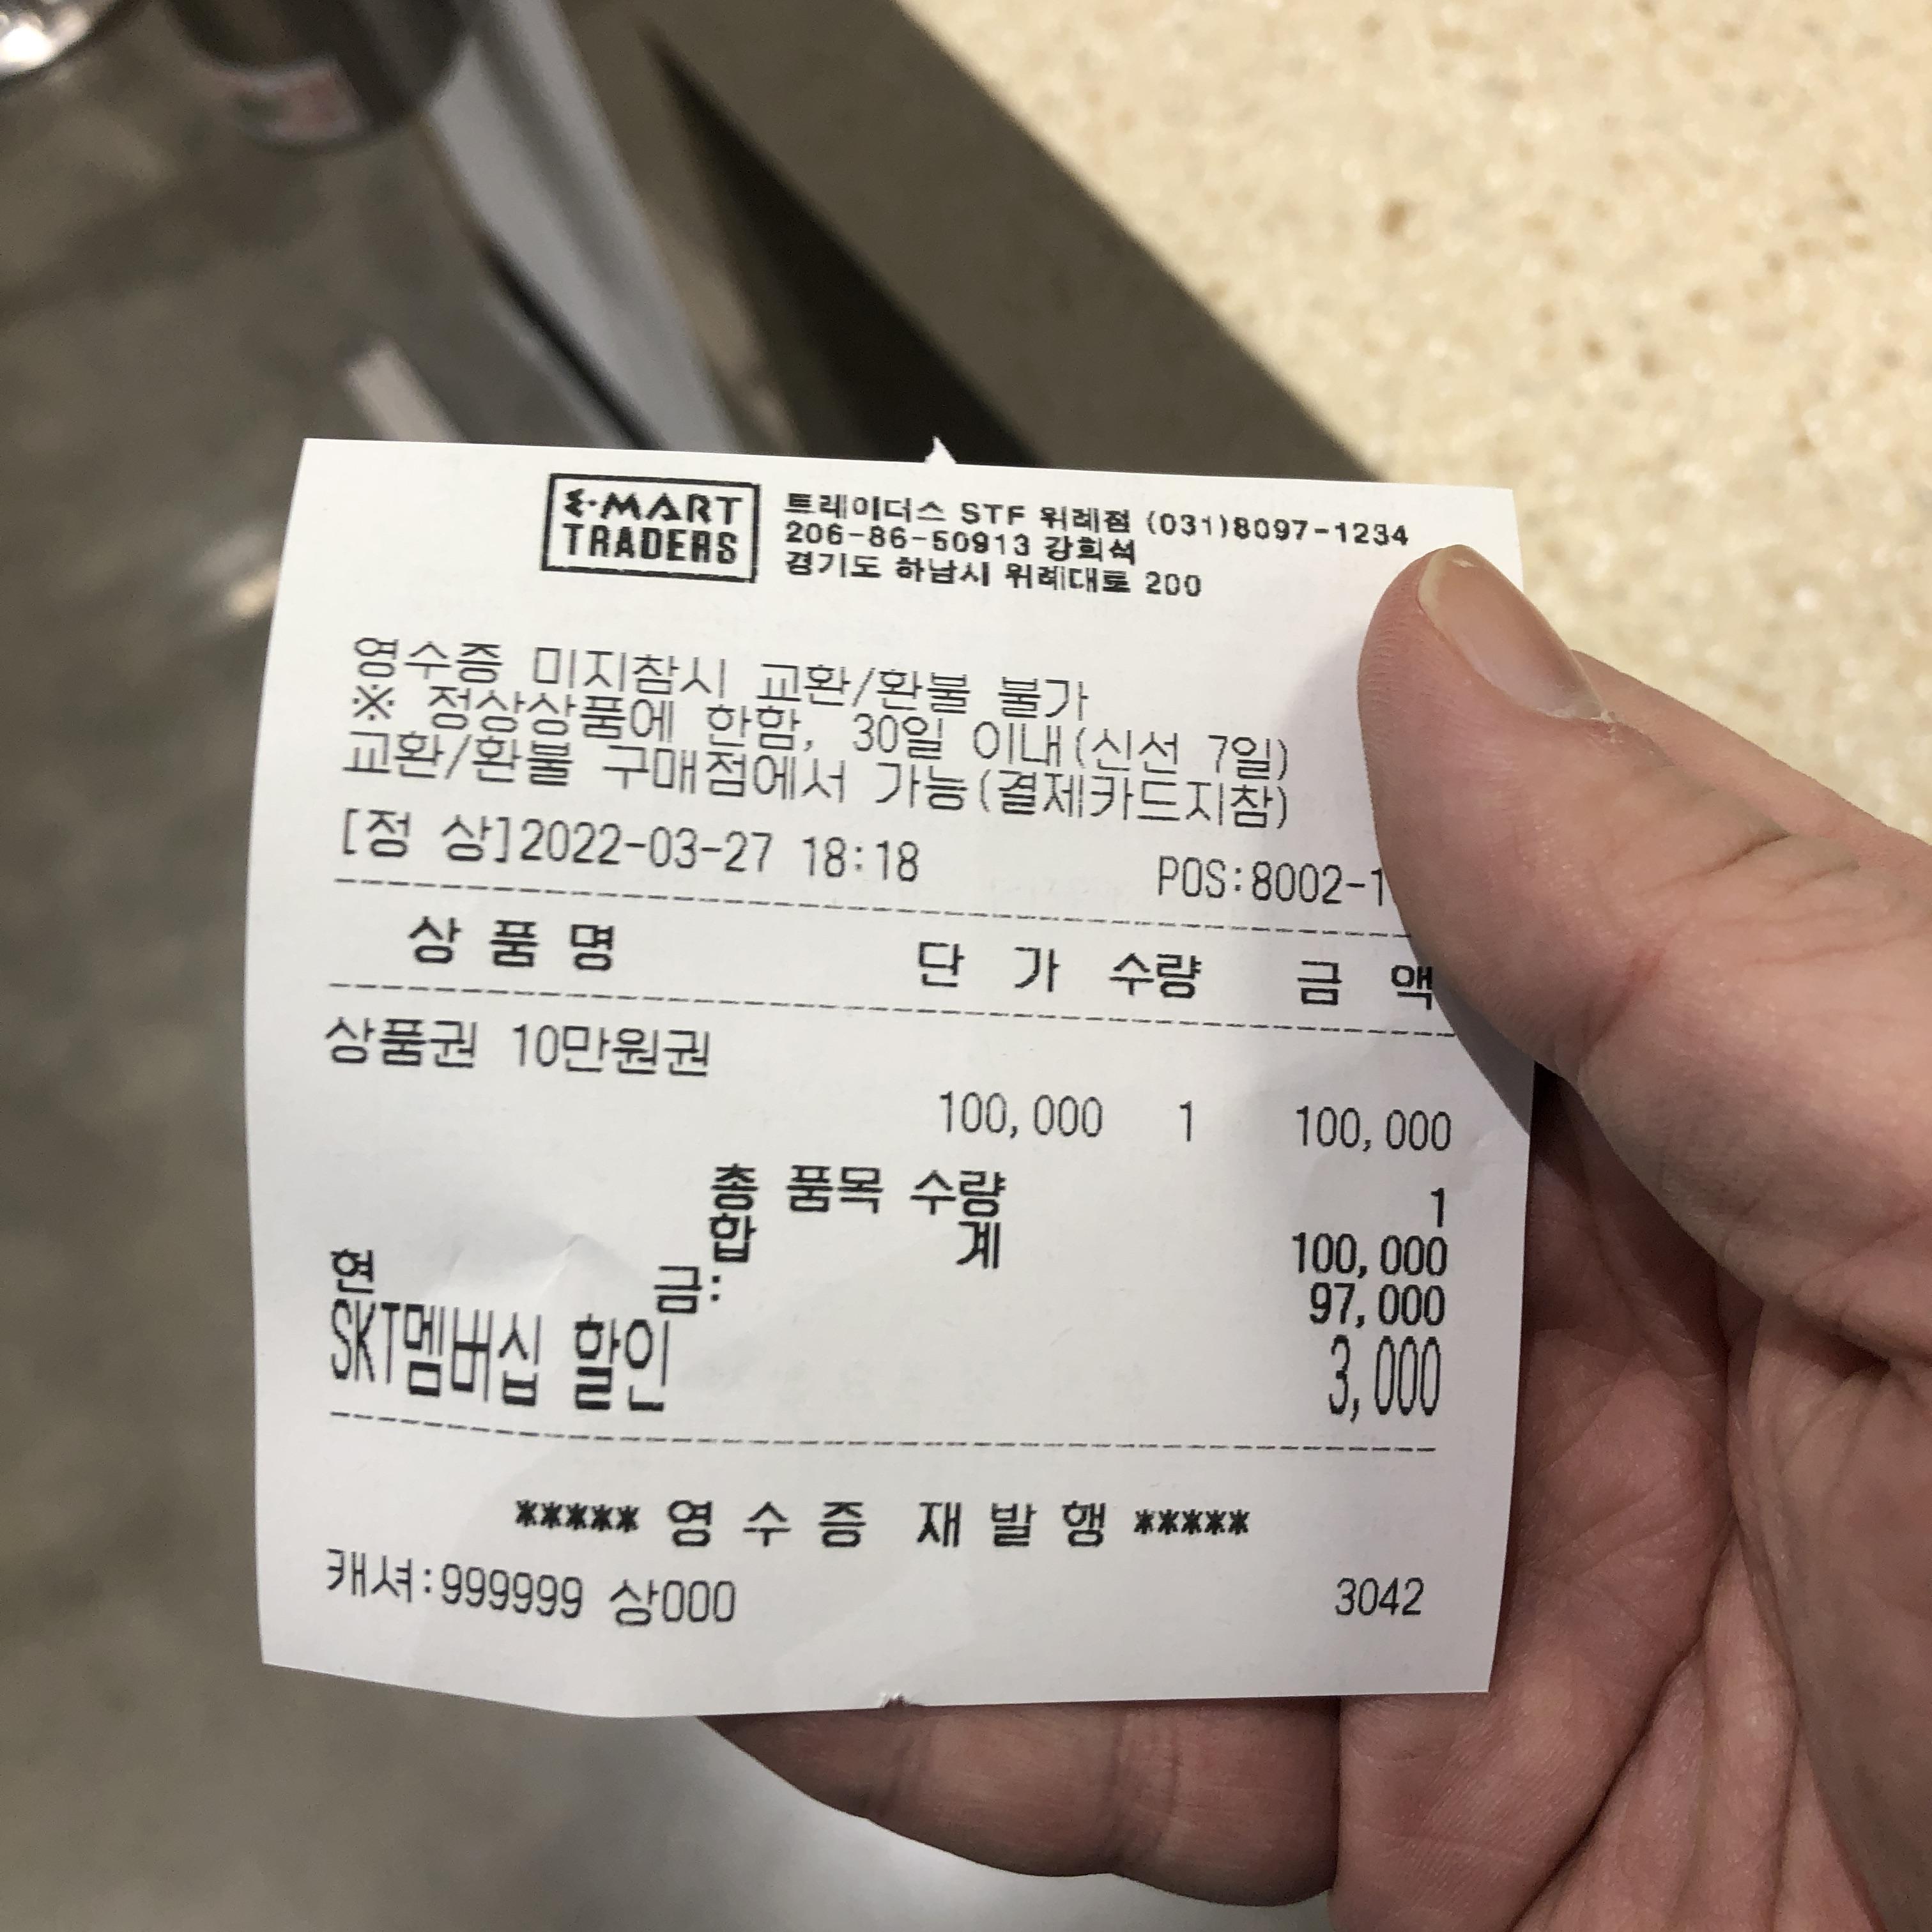 E·MART
TRADERS
트레이더스 STF 위례점 (031)8097-1234
206-86-50913 강희석
경기도 하남시 위례대로 200
영수증 미지참시 교환/환불 불가
※ 정상상품에 한함, 30일 이내(신선 7일)
교환/환불 구매점에서 가능(결제카드지참)
[정 상]2022-03-27 18:18 POS:8002-1
상 품 명 단 가 수량 금 액
상품권 10만원권
100,000 1 100,000
총 품목 수량 1
합 계 100,000
현 금: 97,000
SKT멤버십 할인 3,000
***** 영 수 증 재 발 행 *****
캐셔:999999 상000 3042